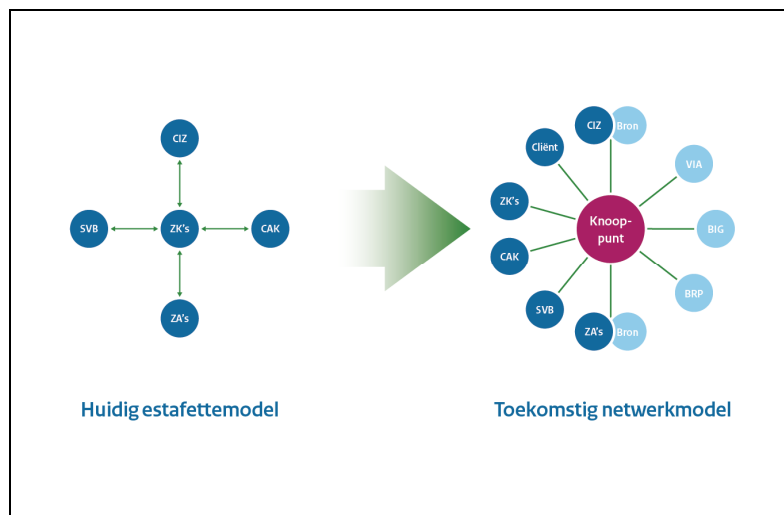 CIZ
SVB
ZK's
CAK
ZA's
Huidig estafettemodel
CIZ
Bron
Cliënt
VIA
ZK's
Knoop-
punt
BIG
CAK
BRP
SVB
ZA's
Bron
Toekomstig netwerkmodel